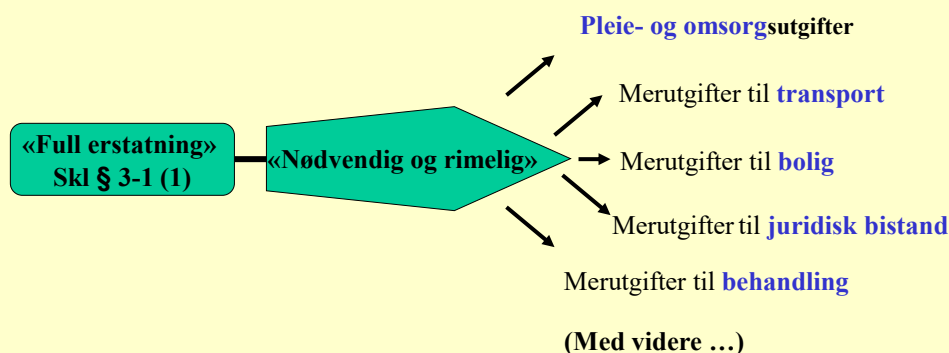 «Full erstatning»
Skl § 3-1 (1)
«Nødvendig og rimelig»
Pleie- og omsorgsutgifter
Merutgifter til transport
Merutgifter til bolig
Merutgifter til juridisk bistand
Merutgifter til behandling
(Med videre …)